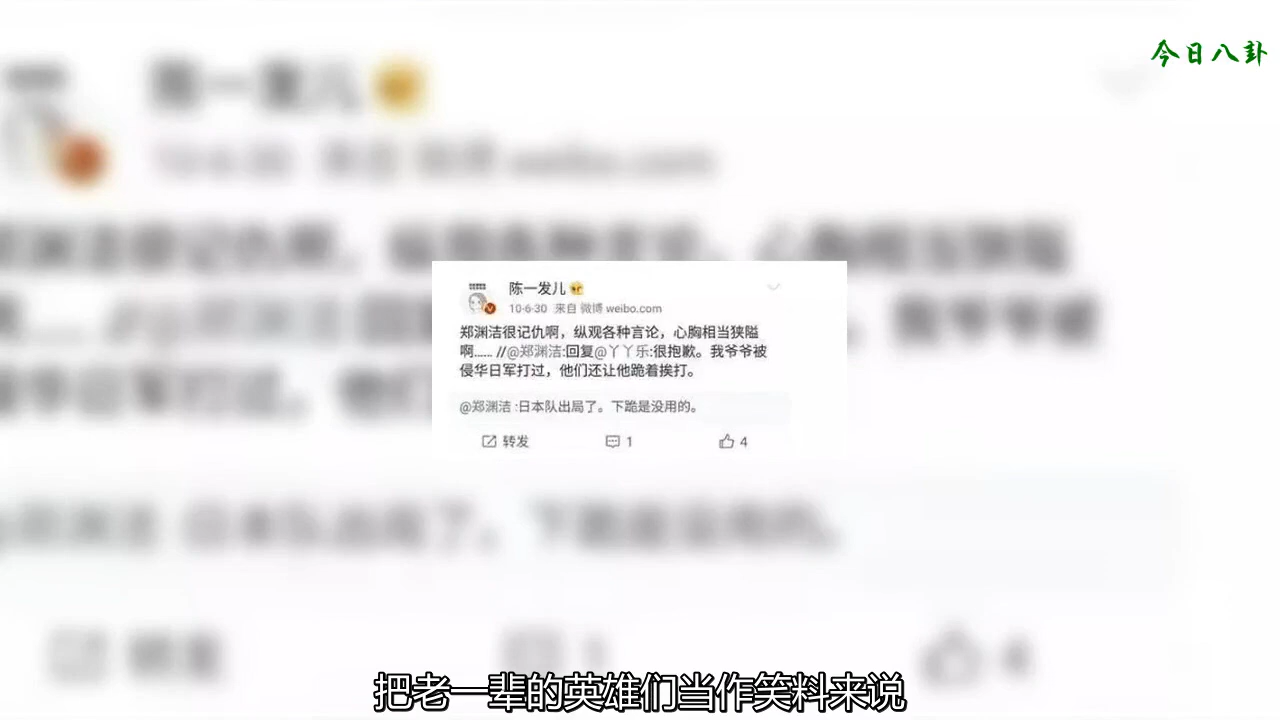 今日八卦
陈一发儿
10-6-30 来自 微博 weibo.com
郑渊洁很记仇啊，纵观各种言论，心胸相当狭隘
啊...... //@郑渊洁:回复@丫丫乐:很抱歉。我爷爷被
侵华日军打过，他们还让他跪着挨打。
@郑渊洁 :日本队出局了。下跪是没用的。
转发 1 4
把老一辈的英雄们当作笑料来说